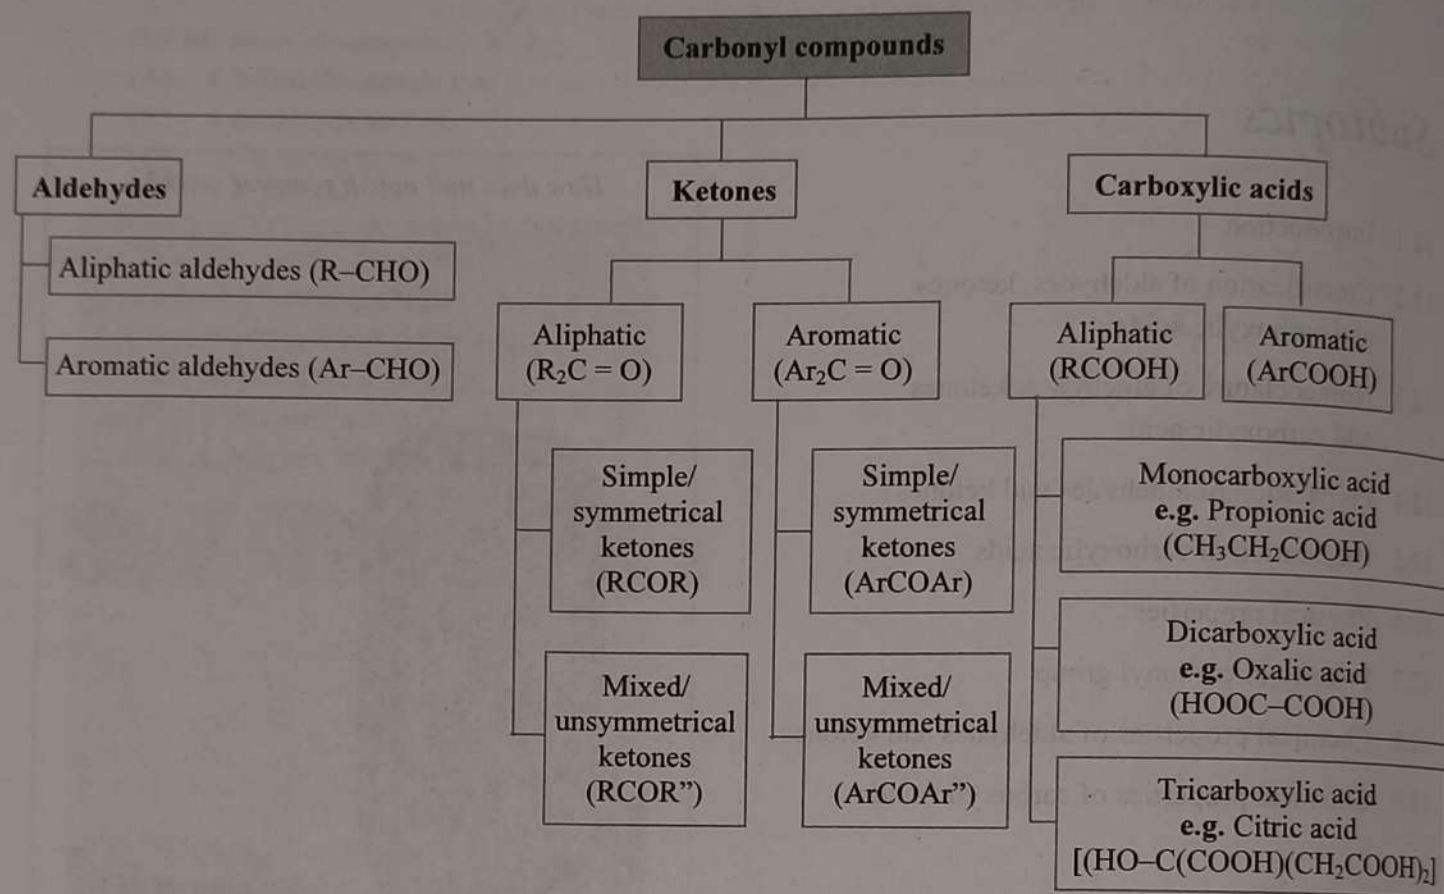 Carbonyl compounds
Aldehydes
Aliphatic aldehydes (R–CHO)
Aromatic aldehydes (Ar–CHO)
Ketones
Aliphatic
(R₂C = O)
Simple/
symmetrical
ketones
(RCOR)
Mixed/
unsymmetrical
ketones
(RCOR”)
Aromatic
(Ar₂C = O)
Simple/
symmetrical
ketones
(ArCOAr)
Mixed/
unsymmetrical
ketones
(ArCOAr”)
Carboxylic acids
Aliphatic
(RCOOH)
Monocarboxylic acid
e.g. Propionic acid
(CH₃CH₂COOH)
Dicarboxylic acid
e.g. Oxalic acid
(HOOC–COOH)
Tricarboxylic acid
e.g. Citric acid
[(HO–C(COOH)(CH₂COOH)₂]
Aromatic
(ArCOOH)
Subtopics